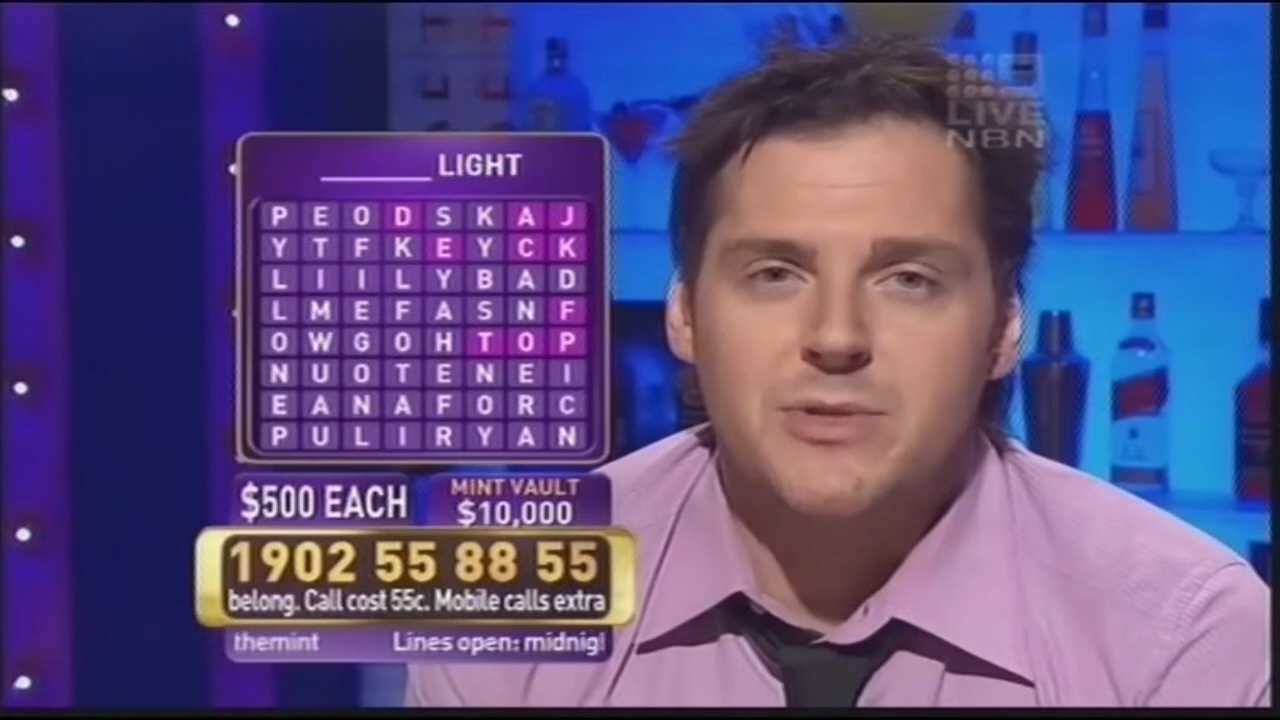 LIVE
NBN
______ LIGHT
P E O D S K A J
Y T F K E Y C K
L I I L Y B A D
L M E F A S N F
O W G O H T O P
N U O T E N E I
E A N A F O R C
P U L I R Y A N
$500 EACH
MINT VAULT
$10,000
1902 55 88 55
belong. Call cost 55c. Mobile calls extra
themint Lines open: midnig